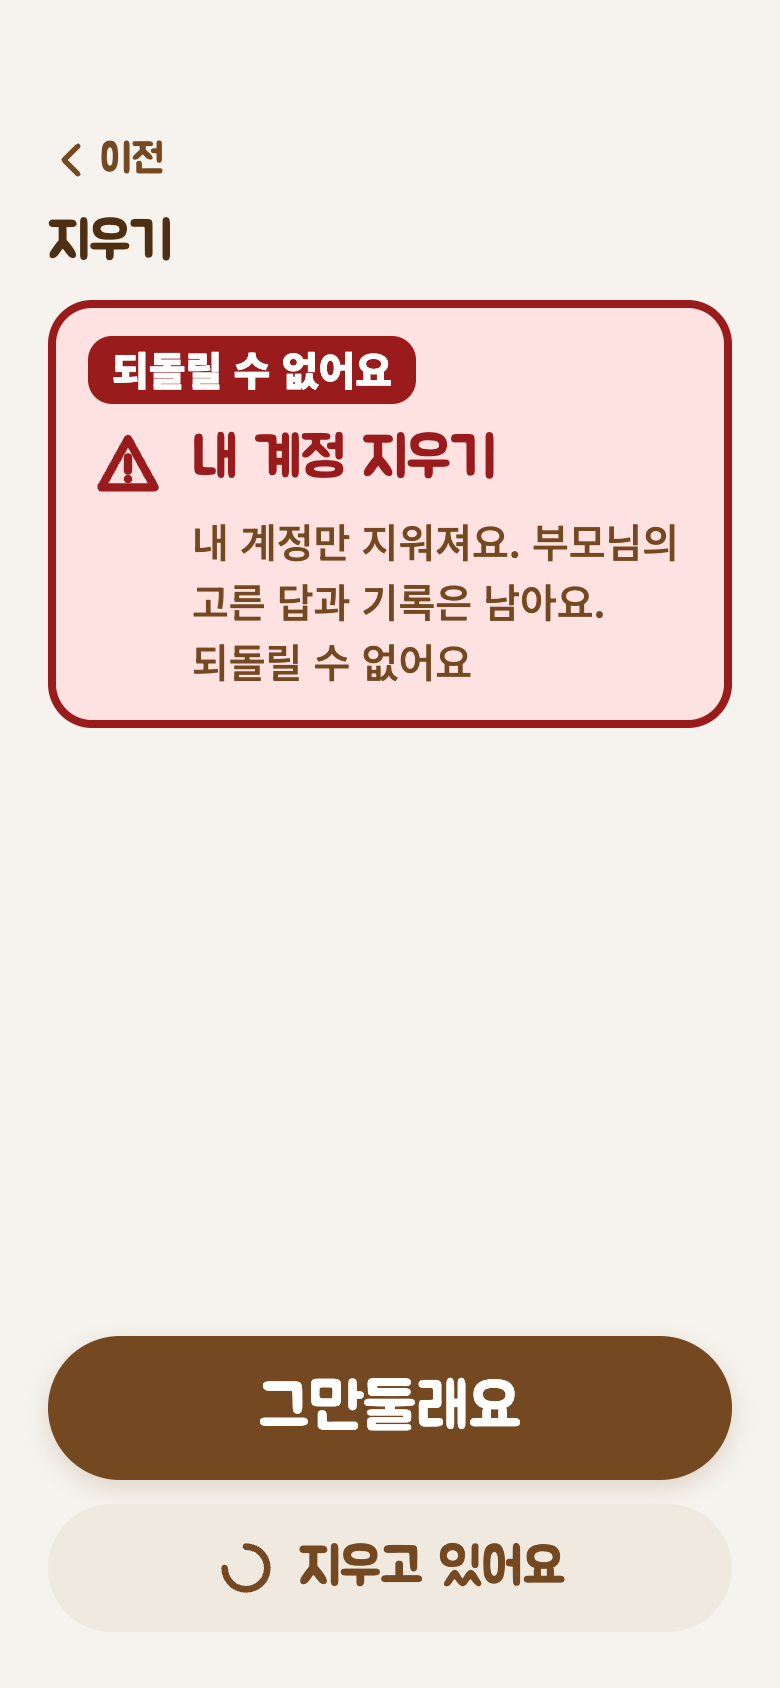 이전
지우기
되돌릴 수 없어요
내 계정 지우기
내 계정만 지워져요. 부모님의
고른 답과 기록은 남아요.
되돌릴 수 없어요
그만둘래요
지우고 있어요